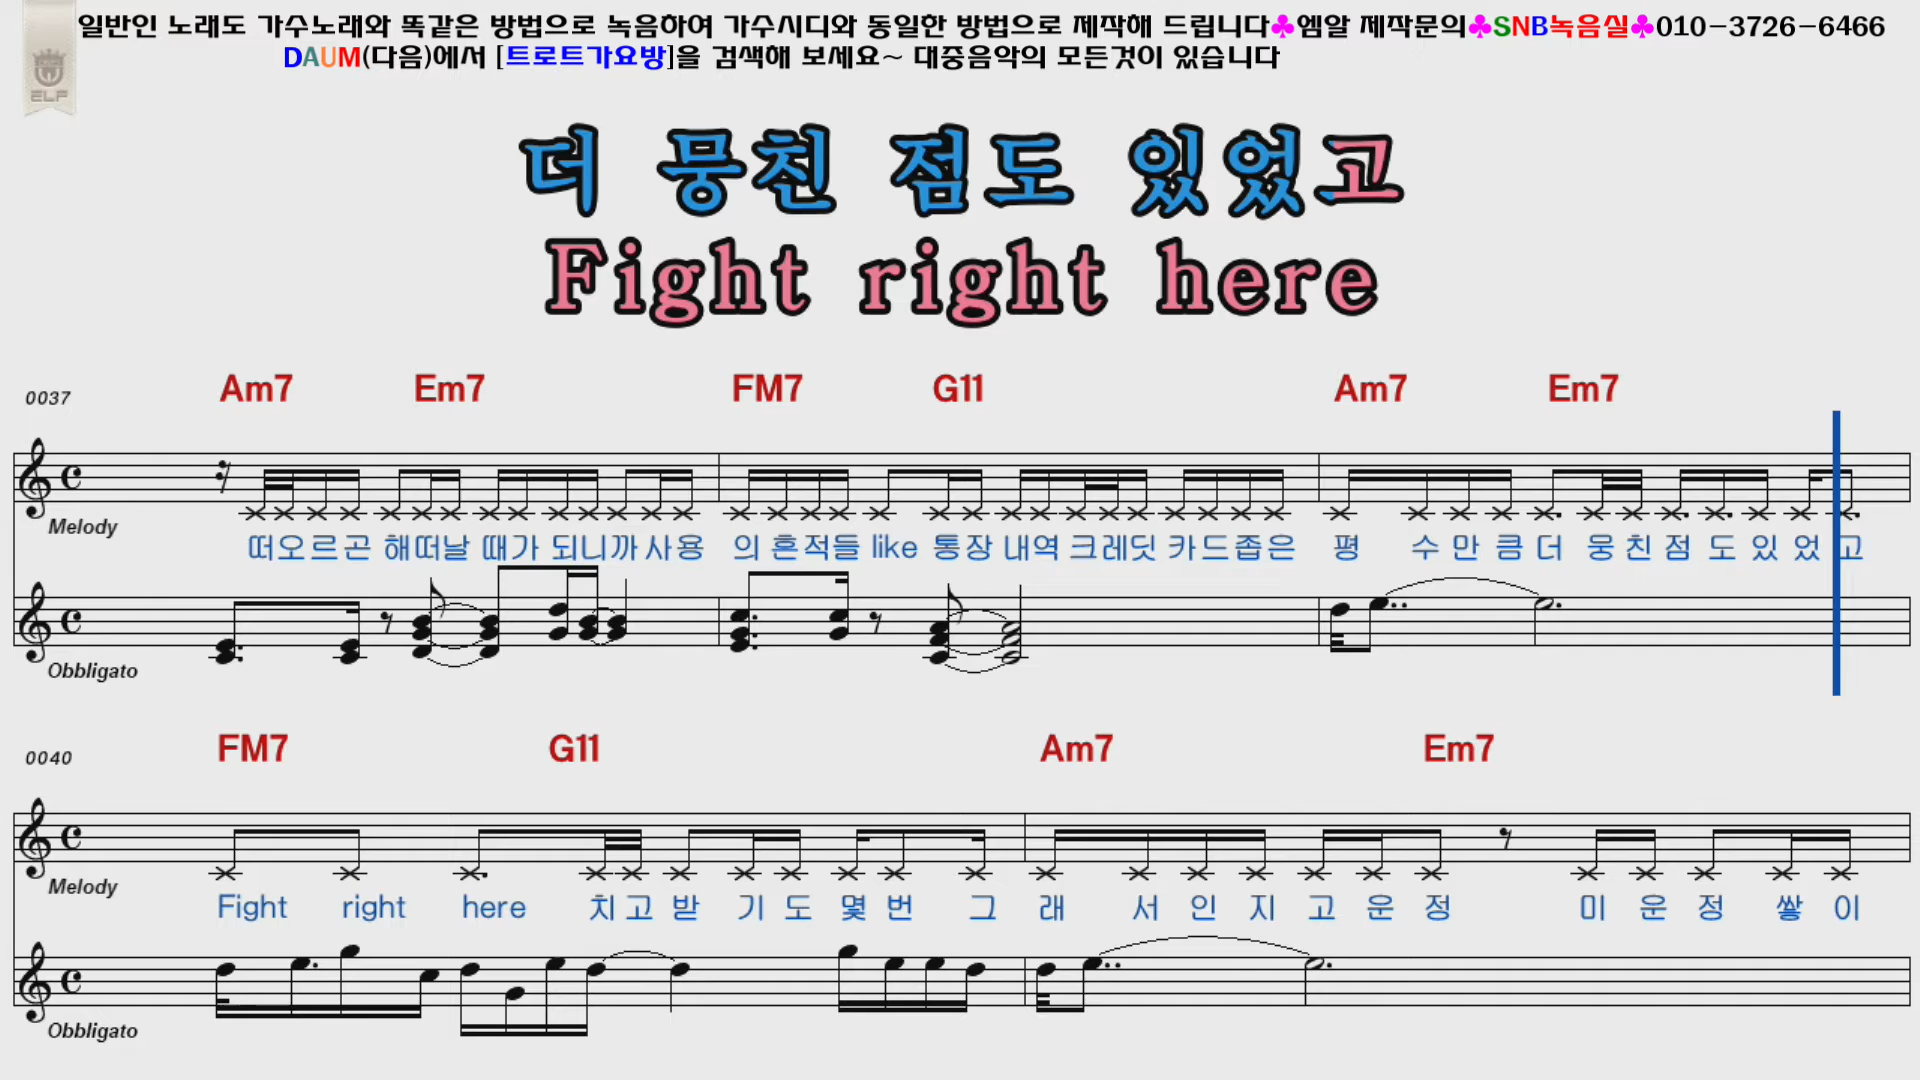 일반인 노래도 가수노래와 똑같은 방법으로 녹음하여 가수시디와 동일한 방법으로 제작해 드립니다♣엠알 제작문의♣SNB녹음실♣010-3726-6466
DAUM(다음)에서 [트로트가요방]을 검색해 보세요~ 대중음악의 모든것이 있습니다
ELF
더 뭉친 점도 있었고
Fight right here
0037 Am7 Em7 FM7 G11 Am7 Em7
Melody
떠오르곤 해떠날 때가 되니까사용 의 흔적들 like 통장 내역 크레딧 카드좁은 평 수 만 큼 더 뭉 친 점 도 있 었 고
Obbligato
0040 FM7 G11 Am7 Em7
Melody
Fight right here 치 고 받 기 도 몇 번 그 래 서 인 지 고 운 정 미 운 정 쌓 이
Obbligato